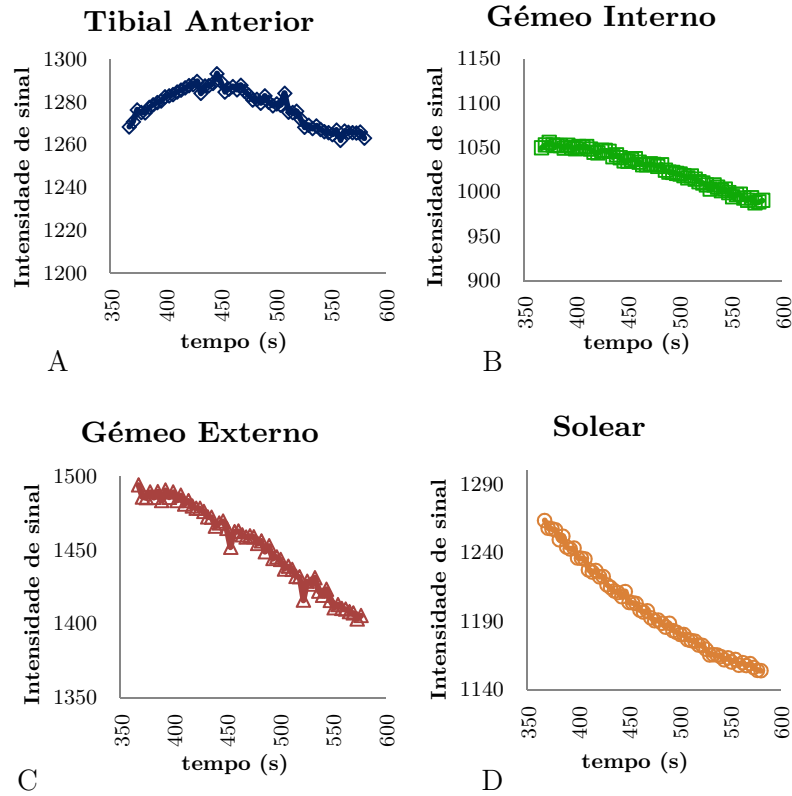 Tibial Anterior
Intensidade de sinal
1300
1280
1260
1240
1220
1200
350 400 450 500 550 600
tempo (s)
A
Gémeo Interno
Intensidade de sinal
1150
1100
1050
1000
950
900
350 400 450 500 550 600
tempo (s)
B
Gémeo Externo
Intensidade de sinal
1500
1450
1400
1350
350 400 450 500 550 600
tempo (s)
C
Solear
Intensidade de sinal
1290
1240
1190
1140
350 400 450 500 550 600
tempo (s)
D